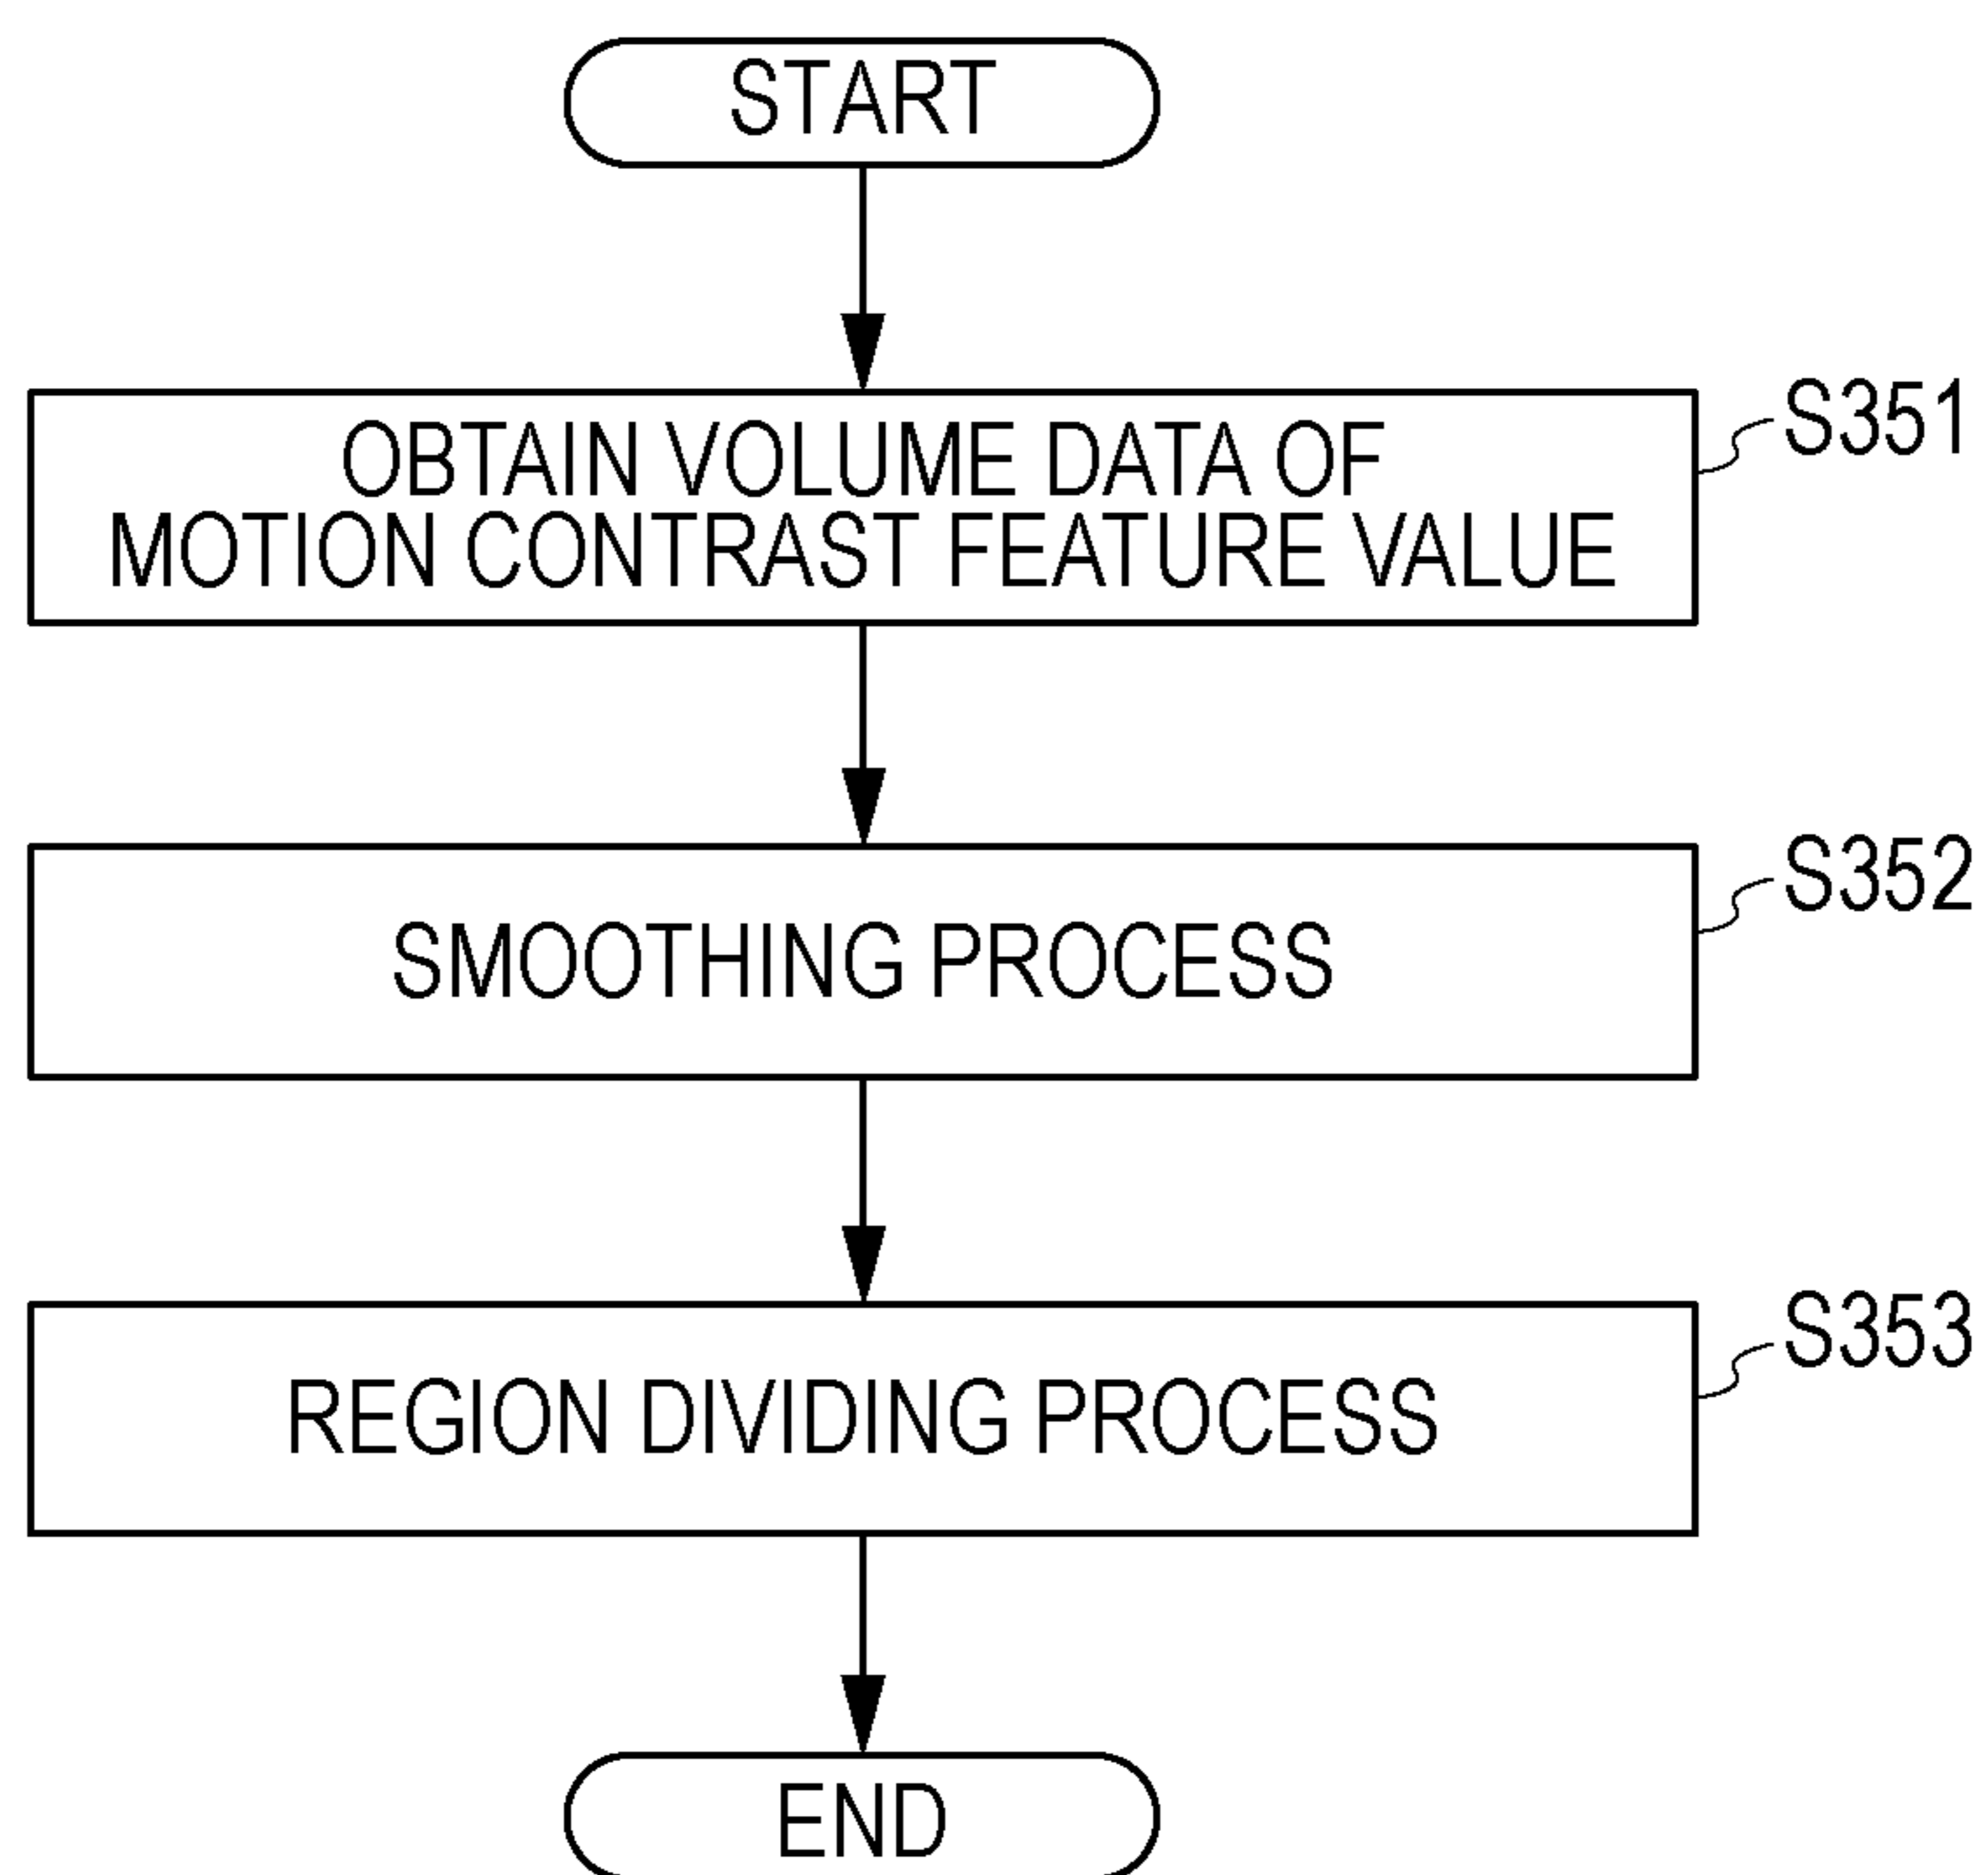 START
OBTAIN VOLUME DATA OF
MOTION CONTRAST FEATURE VALUE
S351
SMOOTHING PROCESS
S352
REGION DIVIDING PROCESS
S353
END